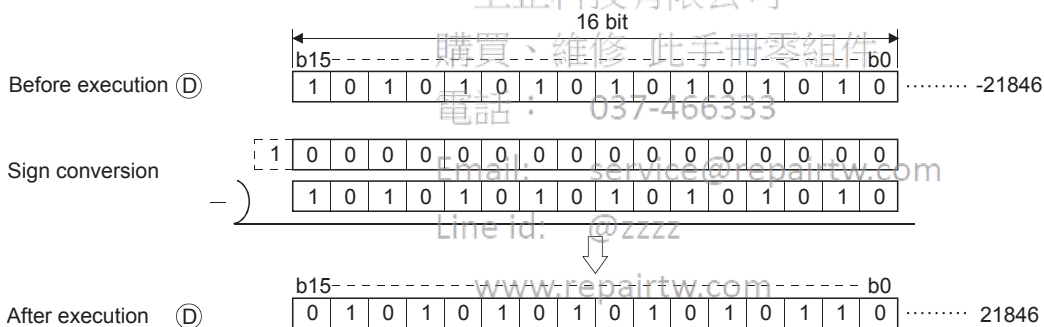 16 bit
購買、維修 此手冊零組件
b15 b0
Before execution Ⓓ 1 0 1 0 1 0 1 0 1 0 1 0 1 0 1 0 ········· -21846
電話： 037-466333
Sign conversion
1 0 0 0 0 0 0 0 0 0 0 0 0 0 0 0 0
Email: service@repairtw.com
– 1 0 1 0 1 0 1 0 1 0 1 0 1 0 1 0
Line id: @zzzz
www.repairtw.com
b15 b0
After execution Ⓓ 0 1 0 1 0 1 0 1 0 1 0 1 0 1 1 0 ········· 21846